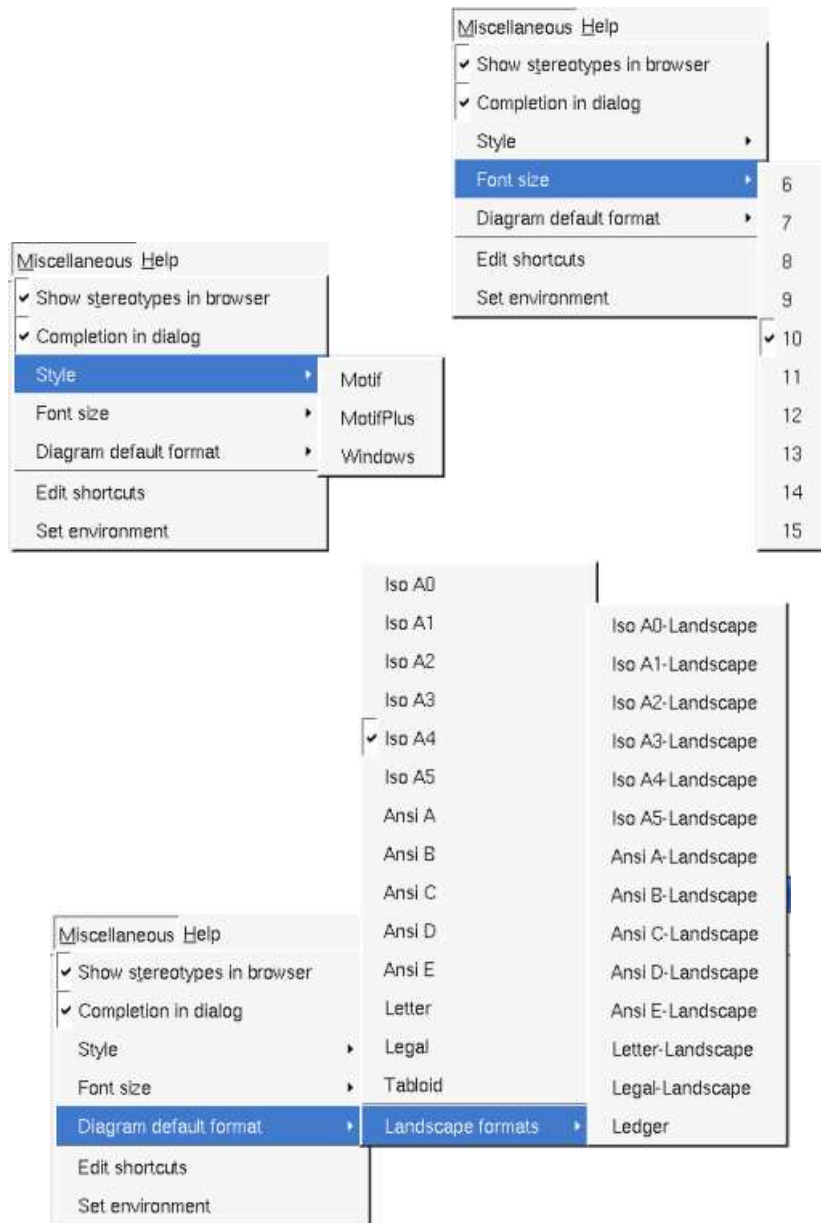 Miscellaneous Help
Show stereotypes in browser
Completion in dialog
Style
Font size
Diagram default format
Edit shortcuts
Set environment
6
7
8
9
10
11
12
13
14
15
Miscellaneous Help
Show stereotypes in browser
Completion in dialog
Style
Font size
Diagram default format
Edit shortcuts
Set environment
Motif
MotifPlus
Windows
Miscellaneous Help
Show stereotypes in browser
Completion in dialog
Style
Font size
Diagram default format
Edit shortcuts
Set environment
Iso A0
Iso A1
Iso A2
Iso A3
Iso A4
Iso A5
Ansi A
Ansi B
Ansi C
Ansi D
Ansi E
Letter
Legal
Tabloid
Landscape formats
Iso A0-Landscape
Iso A1-Landscape
Iso A2-Landscape
Iso A3-Landscape
Iso A4-Landscape
Iso A5-Landscape
Ansi A-Landscape
Ansi B-Landscape
Ansi C-Landscape
Ansi D-Landscape
Ansi E-Landscape
Letter-Landscape
Legal-Landscape
Ledger